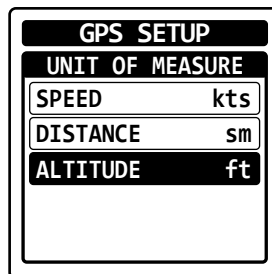 GPS SETUP
UNIT OF MEASURE
SPEED kts
DISTANCE sm
ALTITUDE ft